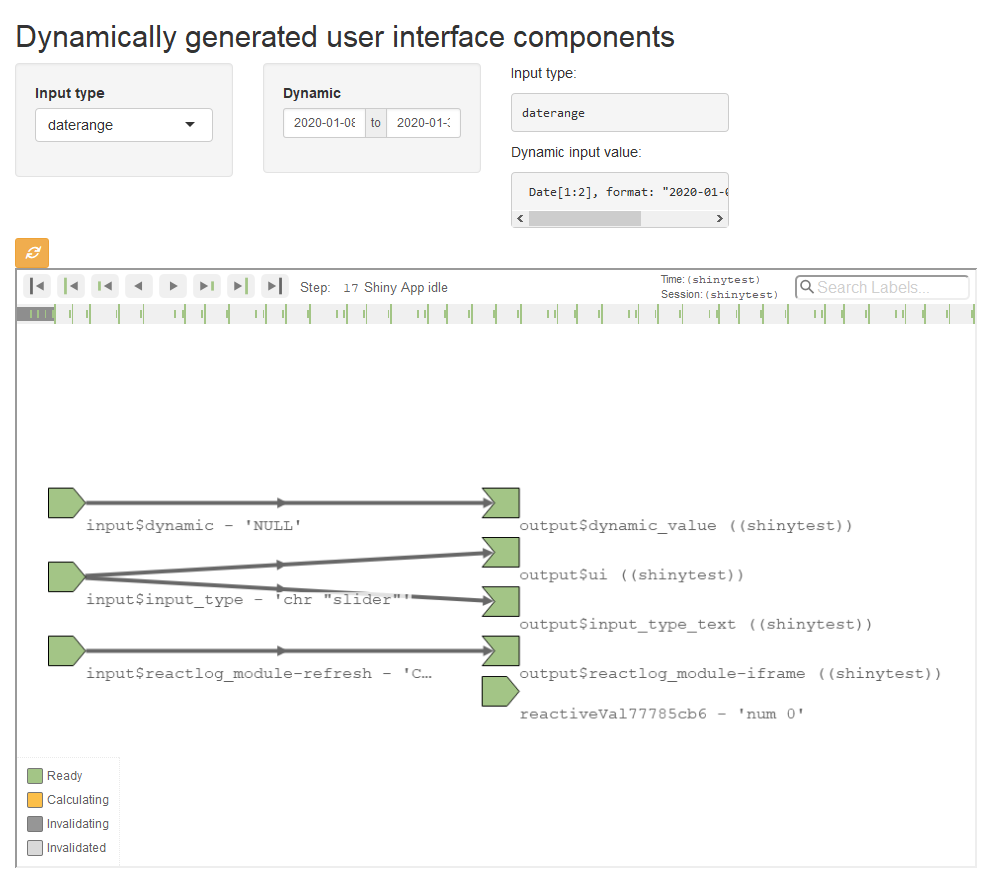 Dynamically generated user interface components
Input type
daterange
Dynamic
2020-01-08 to 2020-01-3
Input type:
daterange
Dynamic input value:
Date[1:2], format: "2020-01-0
Step: 17 Shiny App idle
Time: (shinytest)
Session: (shinytest)
Search Labels...
input$dynamic - 'NULL'
output$dynamic_value ((shinytest))
output$ui ((shinytest))
input$input_type - 'chr "slider"'
output$input_type_text ((shinytest))
input$reactlog_module-refresh - 'C…
output$reactlog_module-iframe ((shinytest))
reactiveVal77785cb6 - 'num 0'
Ready
Calculating
Invalidating
Invalidated